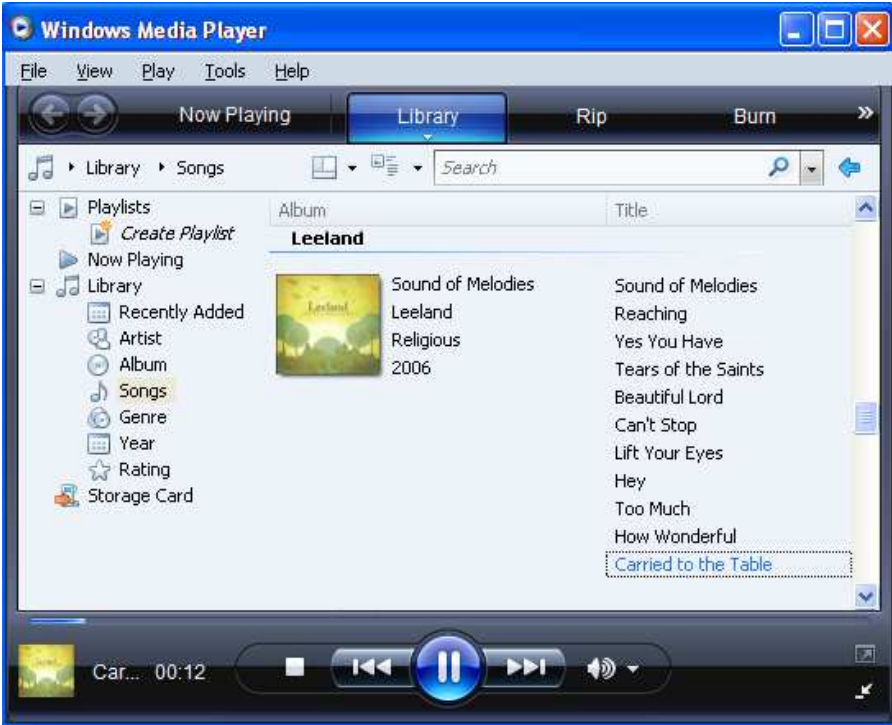 Windows Media Player
File View Play Tools Help
Now Playing Library Rip Burn »
Library Songs Search
Playlists
Create Playlist
Now Playing
Library
Recently Added
Artist
Album
Songs
Genre
Year
Rating
Storage Card
Album Title
Leeland
Leeland
Sound of Melodies
Leeland
Religious
2006
Sound of Melodies
Reaching
Yes You Have
Tears of the Saints
Beautiful Lord
Can't Stop
Lift Your Eyes
Hey
Too Much
How Wonderful
Carried to the Table
Car... 00:12